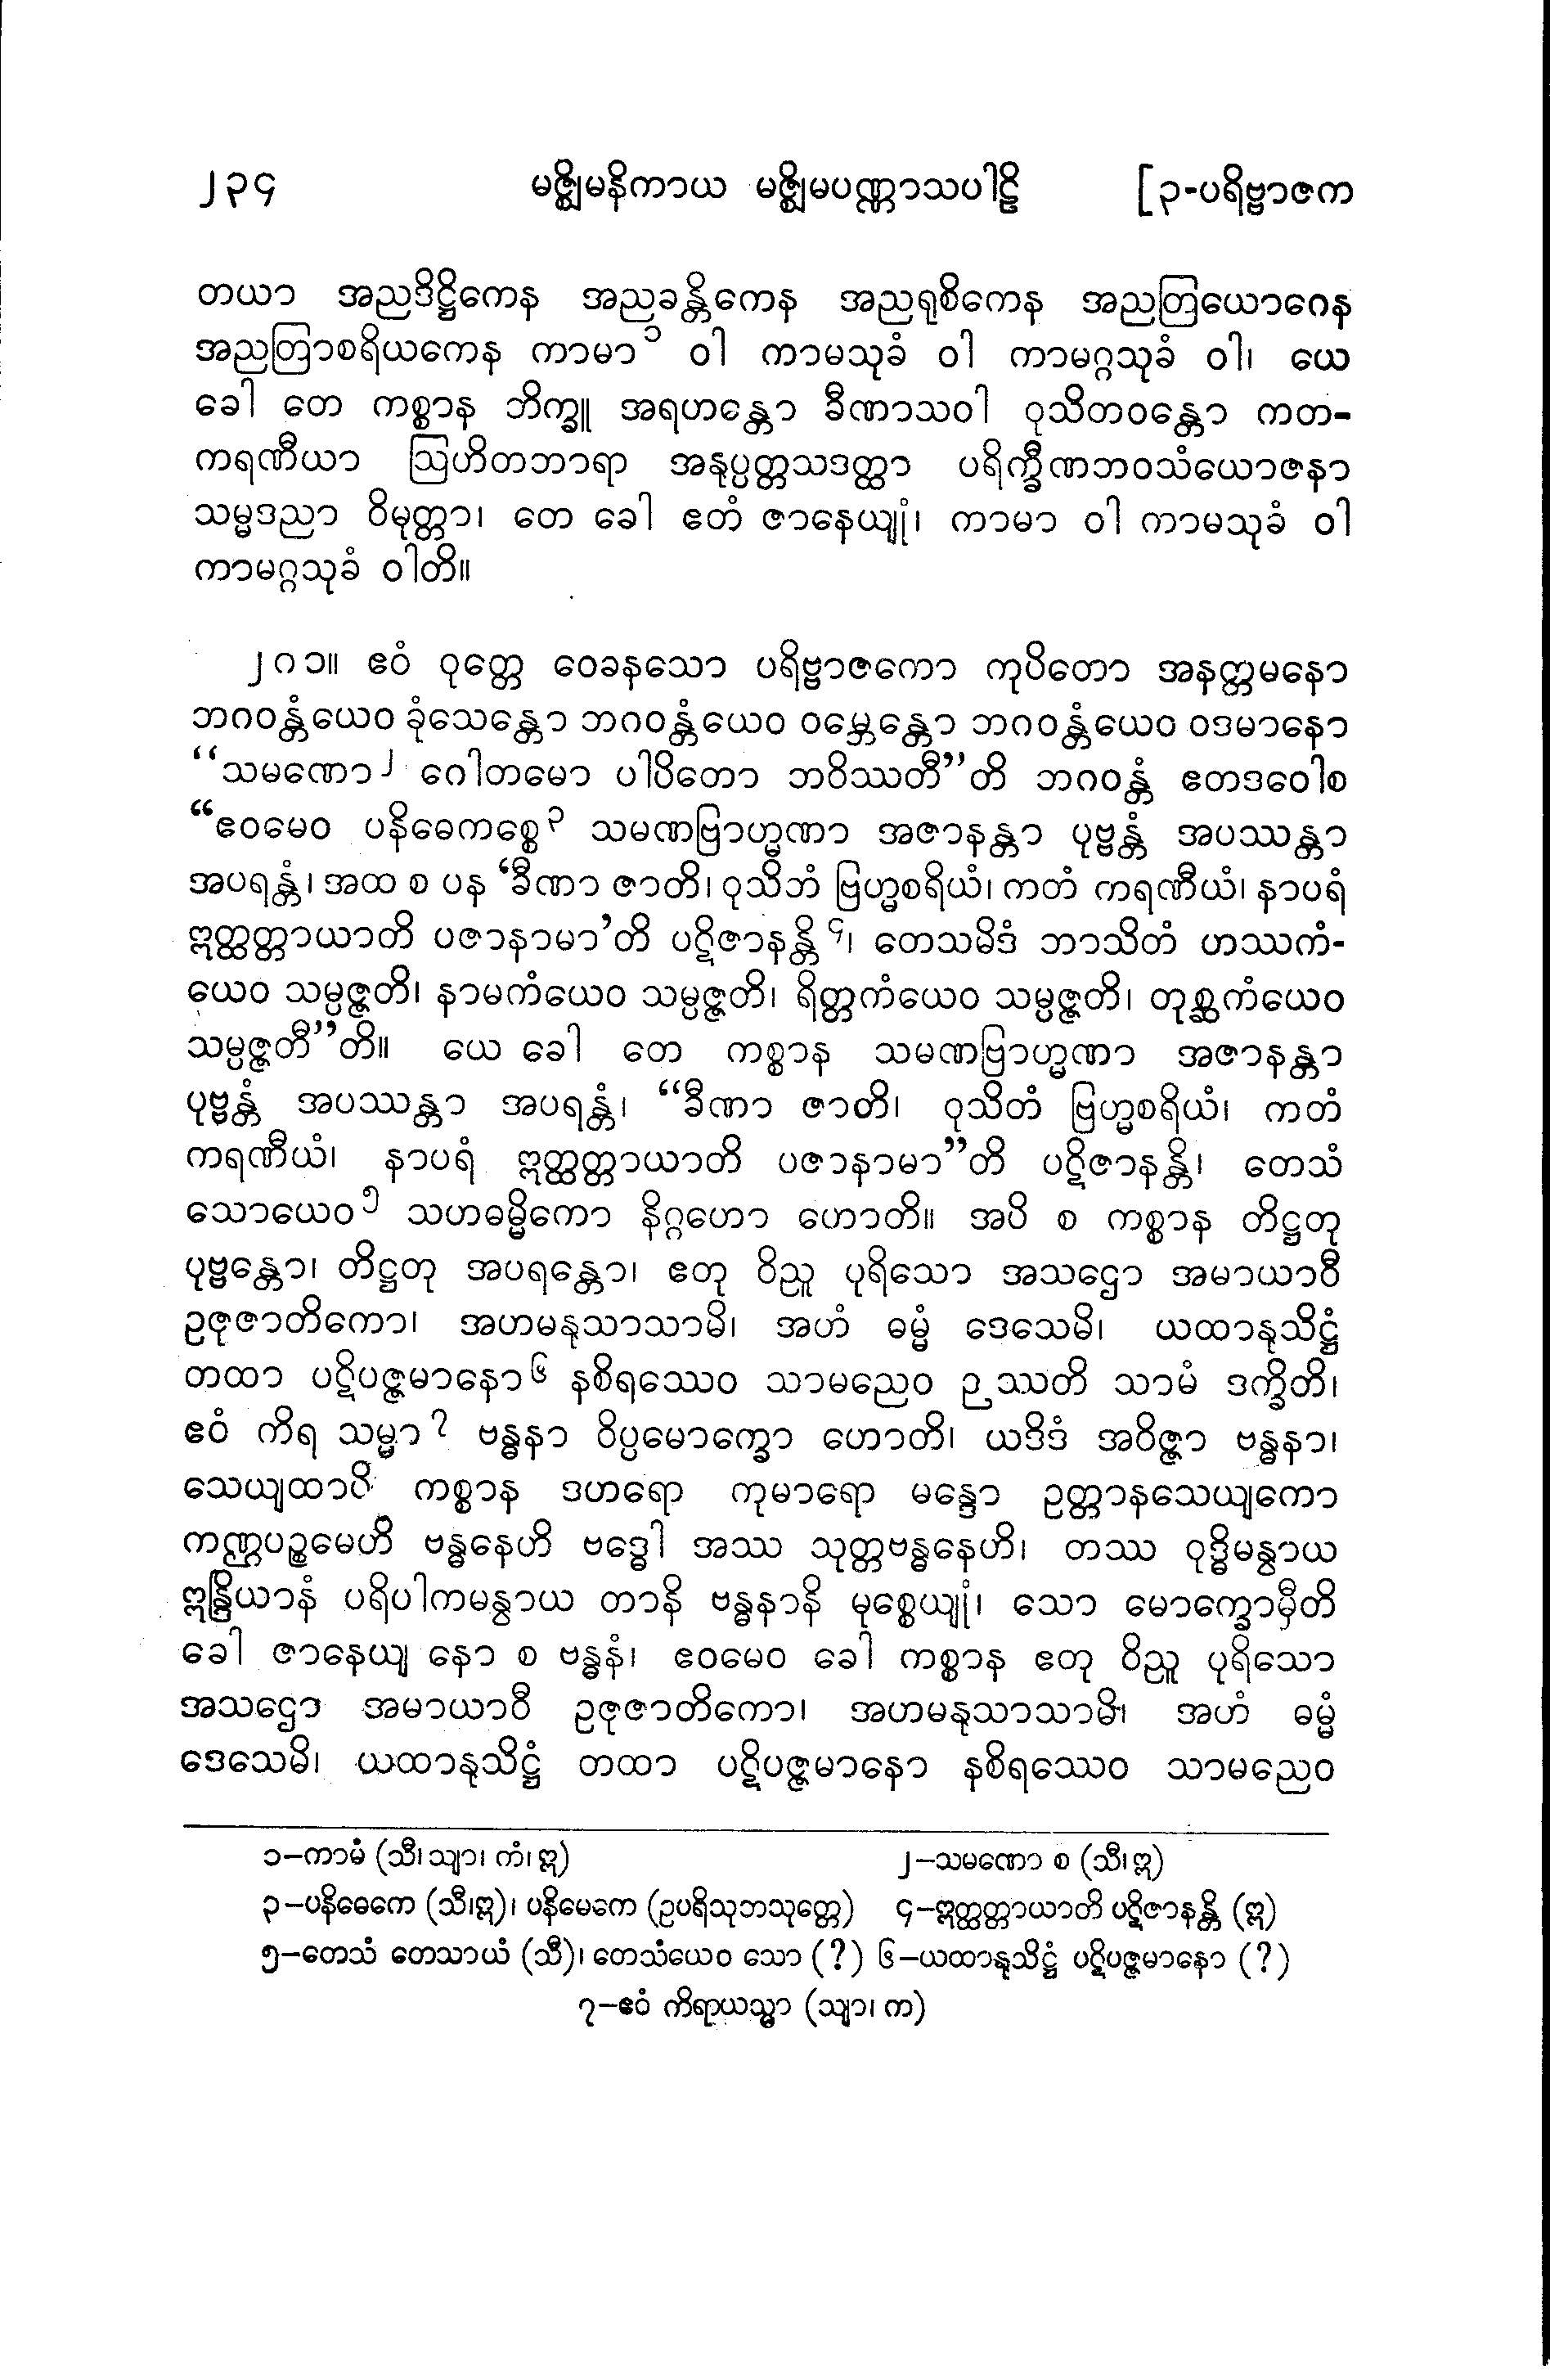 ၂၃၄ မဇ္ဈိမနိကာယ မဇ္ဈိမပဏ္ဏာသပါဠိ [၃-ပရိဗ္ဗာဇက
တယာ အညဒိဋ္ဌိကေန အညခန္တိကေန အညရုစိကေန အညတြယောဂေန
အညတြာစရိယကေန ကာမာ၁ ဝါ ကာမသုခံ ဝါ ကာမဂ္ဂသုခံ ဝါ၊ ယေ
ခေါ တေ ကစ္စာန ဘိက္ခူ အရဟန္တော ခီဏာသဝါ ဝုသိတဝန္တော ကတ-
ကရဏီယာ ဩဟိတဘာရာ အနုပ္ပတ္တသဒတ္ထာ ပရိက္ခီဏဘဝသံယောဇနာ
သမ္မဒညာ ဝိမုတ္တာ၊ တေ ခေါ ဧတံ ဇာနေယျုံ၊ ကာမာ ဝါ ကာမသုခံ ဝါ
ကာမဂ္ဂသုခံ ဝါတိ။
၂၈၁။ ဧဝံ ဝုတ္တေ ဝေခနသော ပရိဗ္ဗာဇကော ကုပိတော အနတ္တမနော
ဘဂဝန္တံယေဝ ခုံသေန္တော ဘဂဝန္တံယေဝ ဝမ္ဘေန္တော ဘဂဝန္တံယေဝ ဝဒမာနော
“သမဏော၂ ဂေါတမော ပါပိတော ဘဝိဿတီ”တိ ဘဂဝန္တံ ဧတဒဝေါစ
“ဧဝမေဝ ပနိဓေကစ္စေ၃ သမဏဗြာဟ္မဏာ အဇာနန္တာ ပုဗ္ဗန္တံ အပဿန္တာ
အပရန္တံ၊ အထ စ ပန ‘ခီဏာ ဇာတိ၊ ဝုသိတံ ဗြဟ္မစရိယံ၊ ကတံ ကရဏီယံ၊ နာပရံ
ဣတ္ထတ္တာယာတိ ပဇာနာမာ’တိ ပဋိဇာနန္တိ၄၊ တေသမိဒံ ဘာသိတံ ဟဿကံ-
ယေဝ သမ္ပဇ္ဇတိ၊ နာမကံယေဝ သမ္ပဇ္ဇတိ၊ ရိတ္တကံယေဝ သမ္ပဇ္ဇတိ၊ တုစ္ဆကံယေဝ
သမ္ပဇ္ဇတီ”တိ။ ယေ ခေါ တေ ကစ္စာန သမဏဗြာဟ္မဏာ အဇာနန္တာ
ပုဗ္ဗန္တံ အပဿန္တာ အပရန္တံ၊ “ခီဏာ ဇာတိ၊ ဝုသိတံ ဗြဟ္မစရိယံ၊ ကတံ
ကရဏီယံ၊ နာပရံ ဣတ္ထတ္တာယာတိ ပဇာနာမာ”တိ ပဋိဇာနန္တိ၊ တေသံ
သောယေဝ၅ သဟဓမ္မိကော နိဂ္ဂဟော ဟောတိ။ အပိ စ ကစ္စာန တိဋ္ဌတု
ပုဗ္ဗန္တော၊ တိဋ္ဌတု အပရန္တော၊ ဧတု ဝိညူ ပုရိသော အသဌော အမာယာဝီ
ဥဇုဇာတိကော၊ အဟမနုသာသာမိ၊ အဟံ ဓမ္မံ ဒေသေမိ၊ ယထာနုသိဋ္ဌံ
တထာ ပဋိပဇ္ဇမာနော၆ နစိရဿေဝ သာမညေဝ ဉဿတိ သာမံ ဒက္ခိတိ၊
ဧဝံ ကိရ သမ္မာ၇ ဗန္ဓနာ ဝိပ္ပမောက္ခော ဟောတိ၊ ယဒိဒံ အဝိဇ္ဇာ ဗန္ဓနာ၊
သေယျထာပိ ကစ္စာန ဒဟရော ကုမာရော မန္ဒော ဥတ္တာနသေယျကော
ကဏ္ဌပဉ္စမေဟိ ဗန္ဓနေဟိ ဗဒ္ဓေါ အဿ သုတ္တဗန္ဓနေဟိ၊ တဿ ဝုဒ္ဓိမနွာယ
ဣန္ဒြိယာနံ ပရိပါကမနွာယ တာနိ ဗန္ဓနာနိ မုစ္စေယျုံ၊ သော မောက္ခောမှီတိ
ခေါ ဇာနေယျ နော စ ဗန္ဓနံ၊ ဧဝမေဝ ခေါ ကစ္စာန ဧတု ဝိညူ ပုရိသော
အသဌော အမာယာဝီ ဥဇုဇာတိကော၊ အဟမနုသာသာမိ၊ အဟံ ဓမ္မံ
ဒေသေမိ၊ ယထာနုသိဋ္ဌံ တထာ ပဋိပဇ္ဇမာနော နစိရဿေဝ သာမညေဝ
၁−ကာမံ (သီ၊ သျာ၊ ကံ၊ ဣ) ၂−သမဏော စ (သီ၊ ဣ)
၃−ပနိဓေကေ (သီ၊ ဣ)၊ ပနိမေကေ (ဥပရိသုဘသုတ္တေ) ၄−ဣတ္ထတ္တာယာတိ ပဋိဇာနန္တိ (ဣ)
၅−တေသံ တေသာယံ (သီ)၊ တေသံယေဝ သော (?) ၆−ယထာနုသိဋ္ဌံ ပဋိပဇ္ဇမာနော (?)
၇−ဧဝံ ကိရာယသ္မာ (သျာ၊ က)